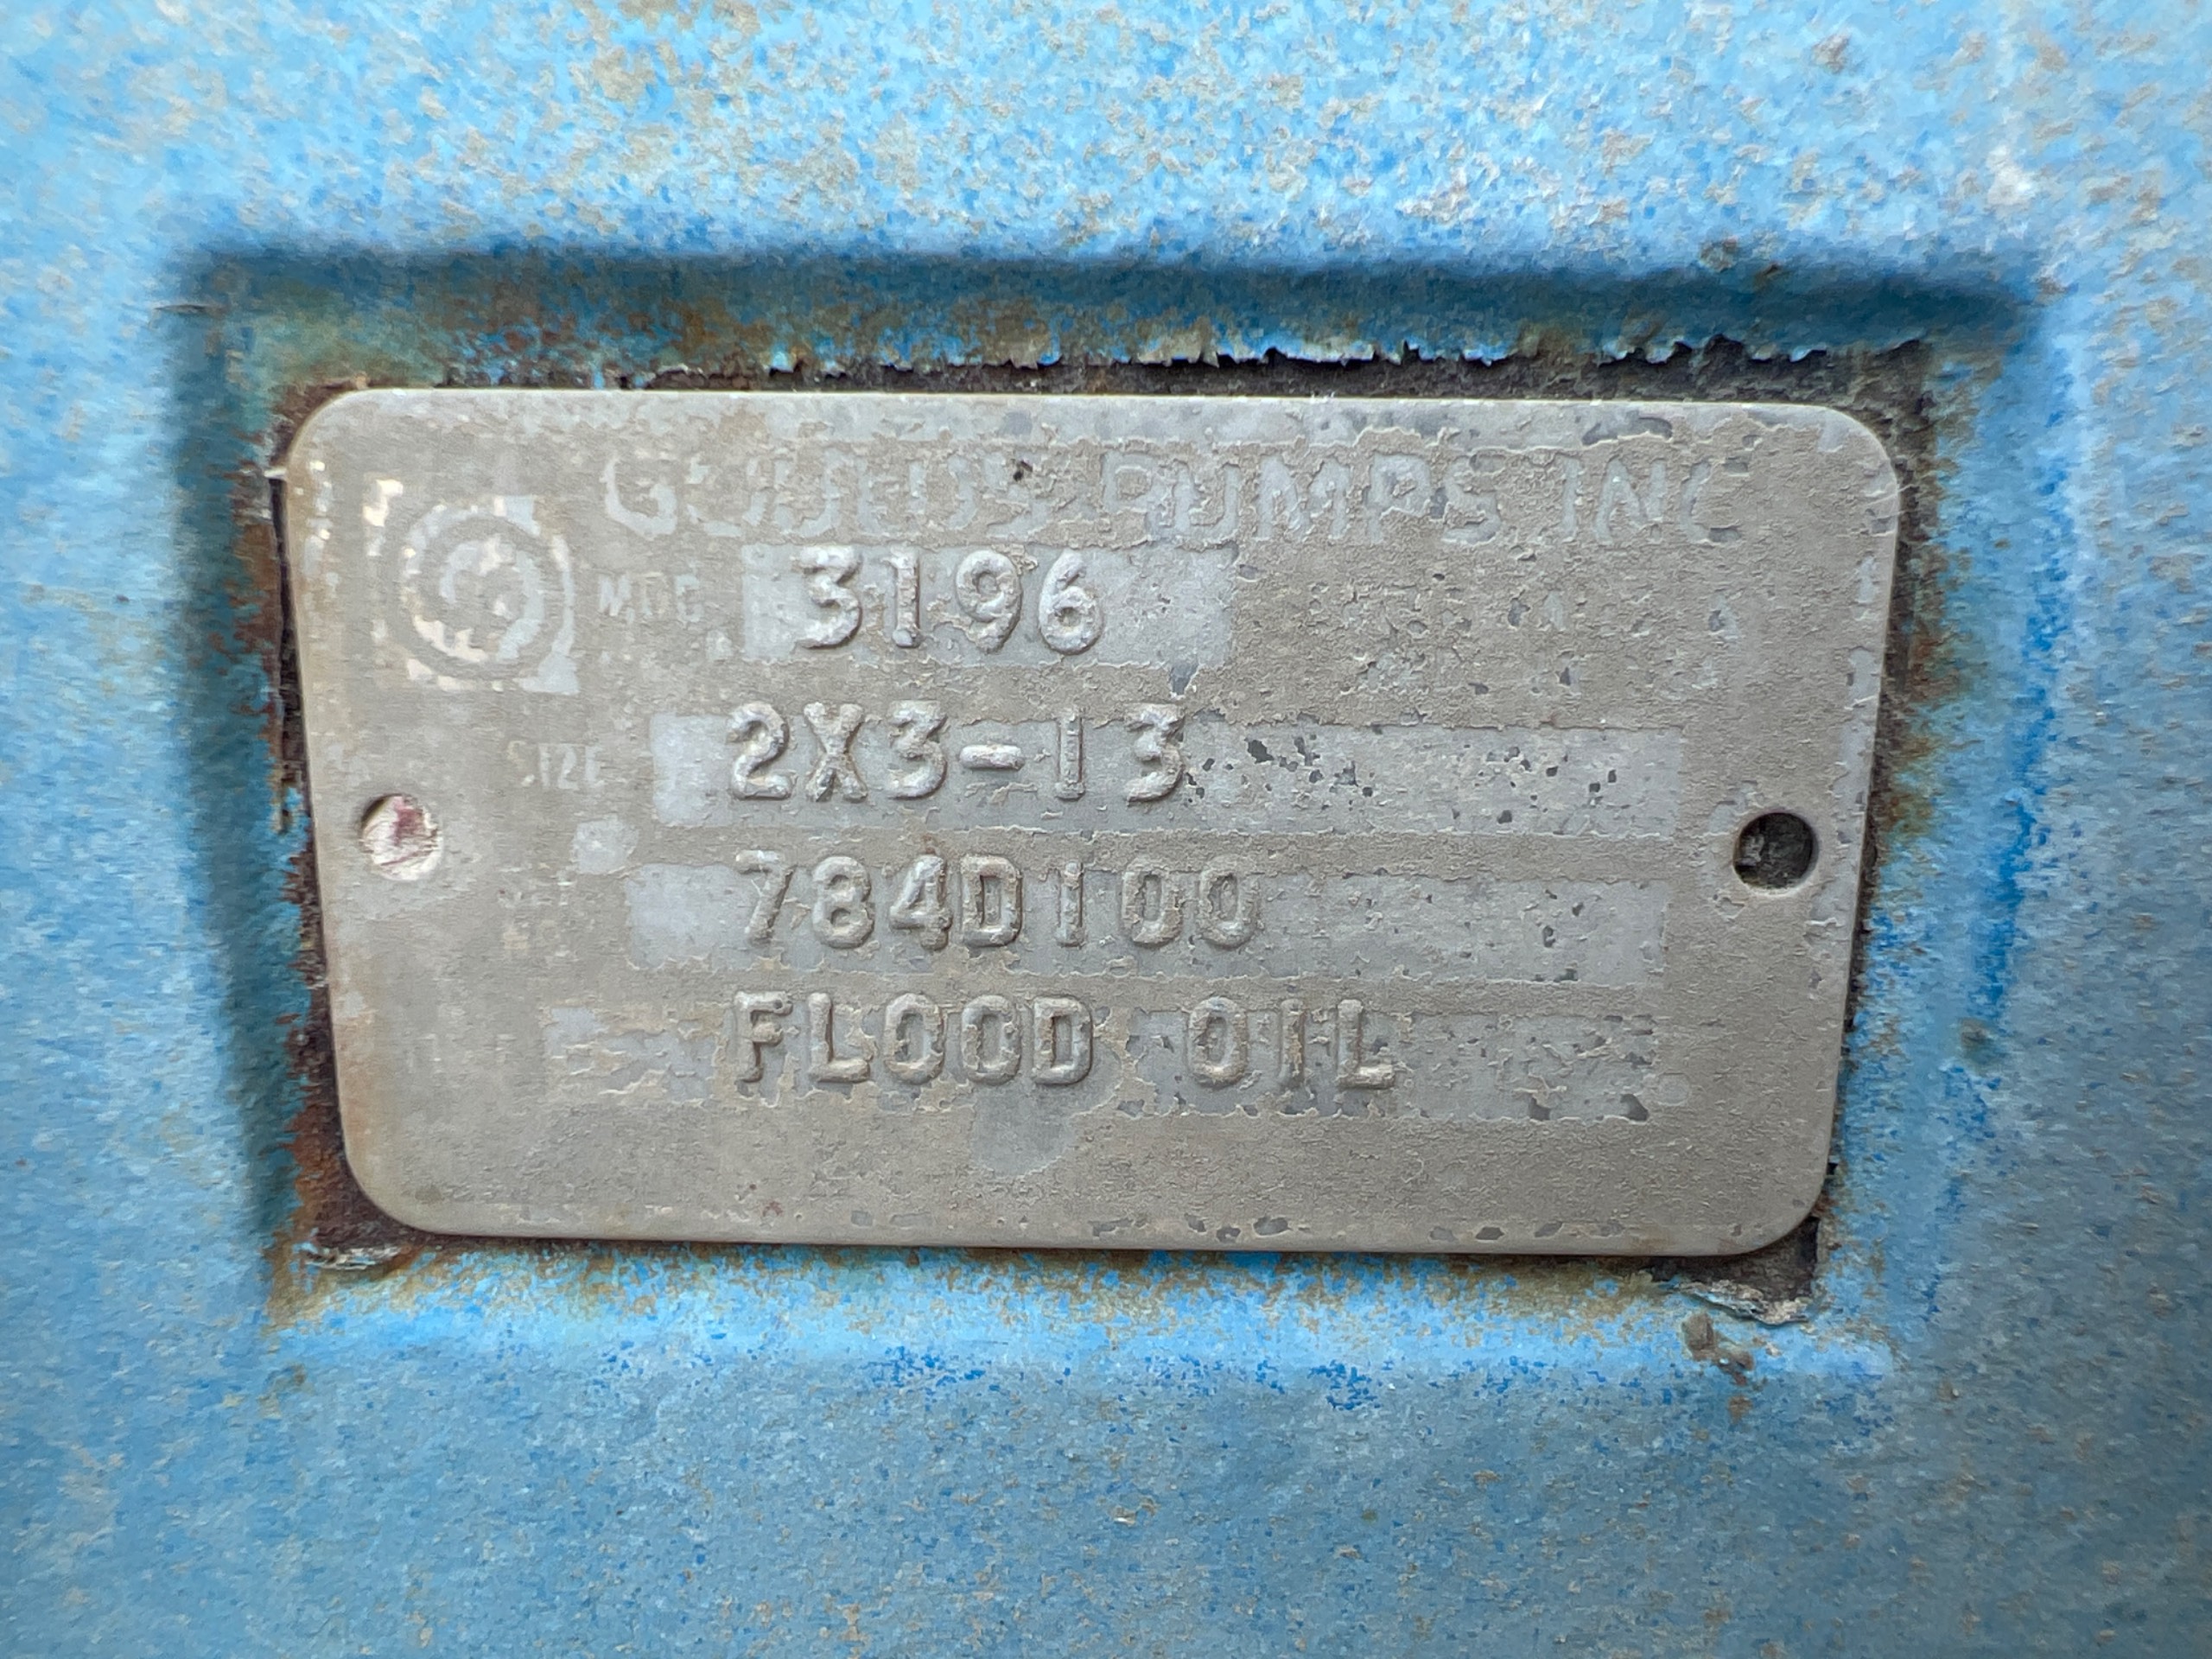 GOULDS PUMPS, INC
MOD. 3196
SIZE 2X3-13
784D100
FLOOD OIL